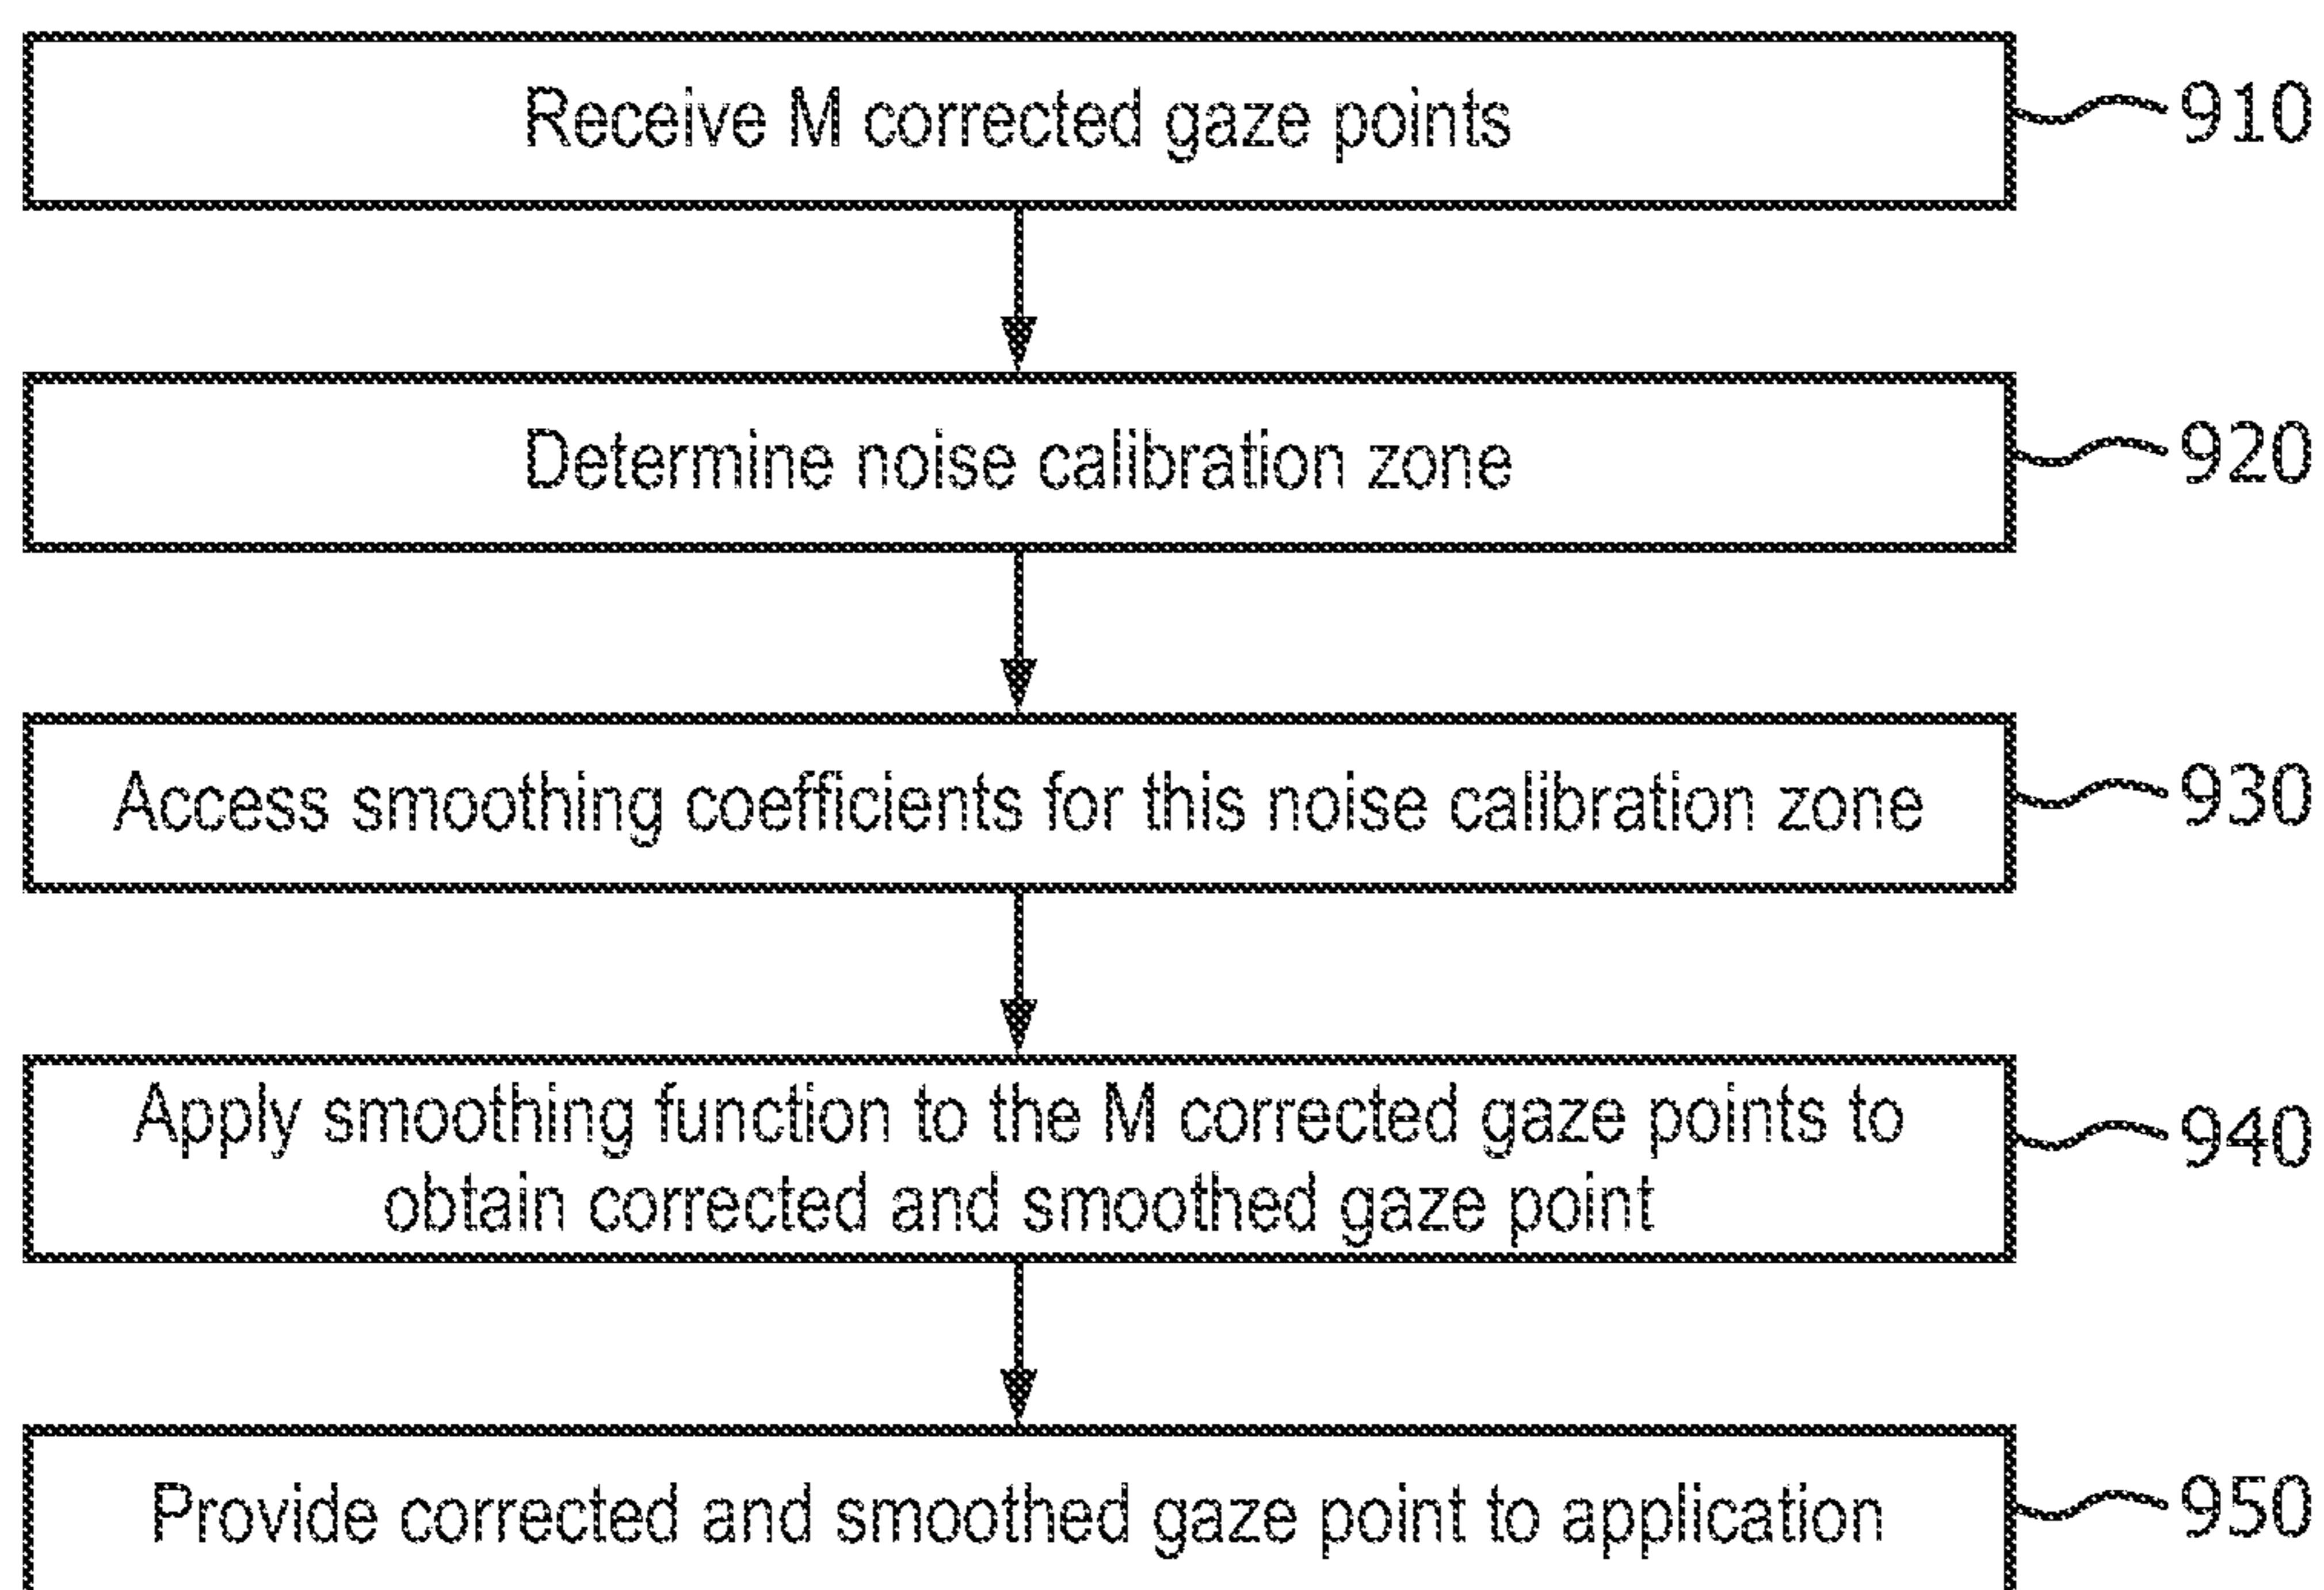 Receive M corrected gaze points
910
Determine noise calibration zone
920
Access smoothing coefficients for this noise calibration zone
930
Apply smoothing function to the M corrected gaze points to
obtain corrected and smoothed gaze point
940
Provide corrected and smoothed gaze point to application
950